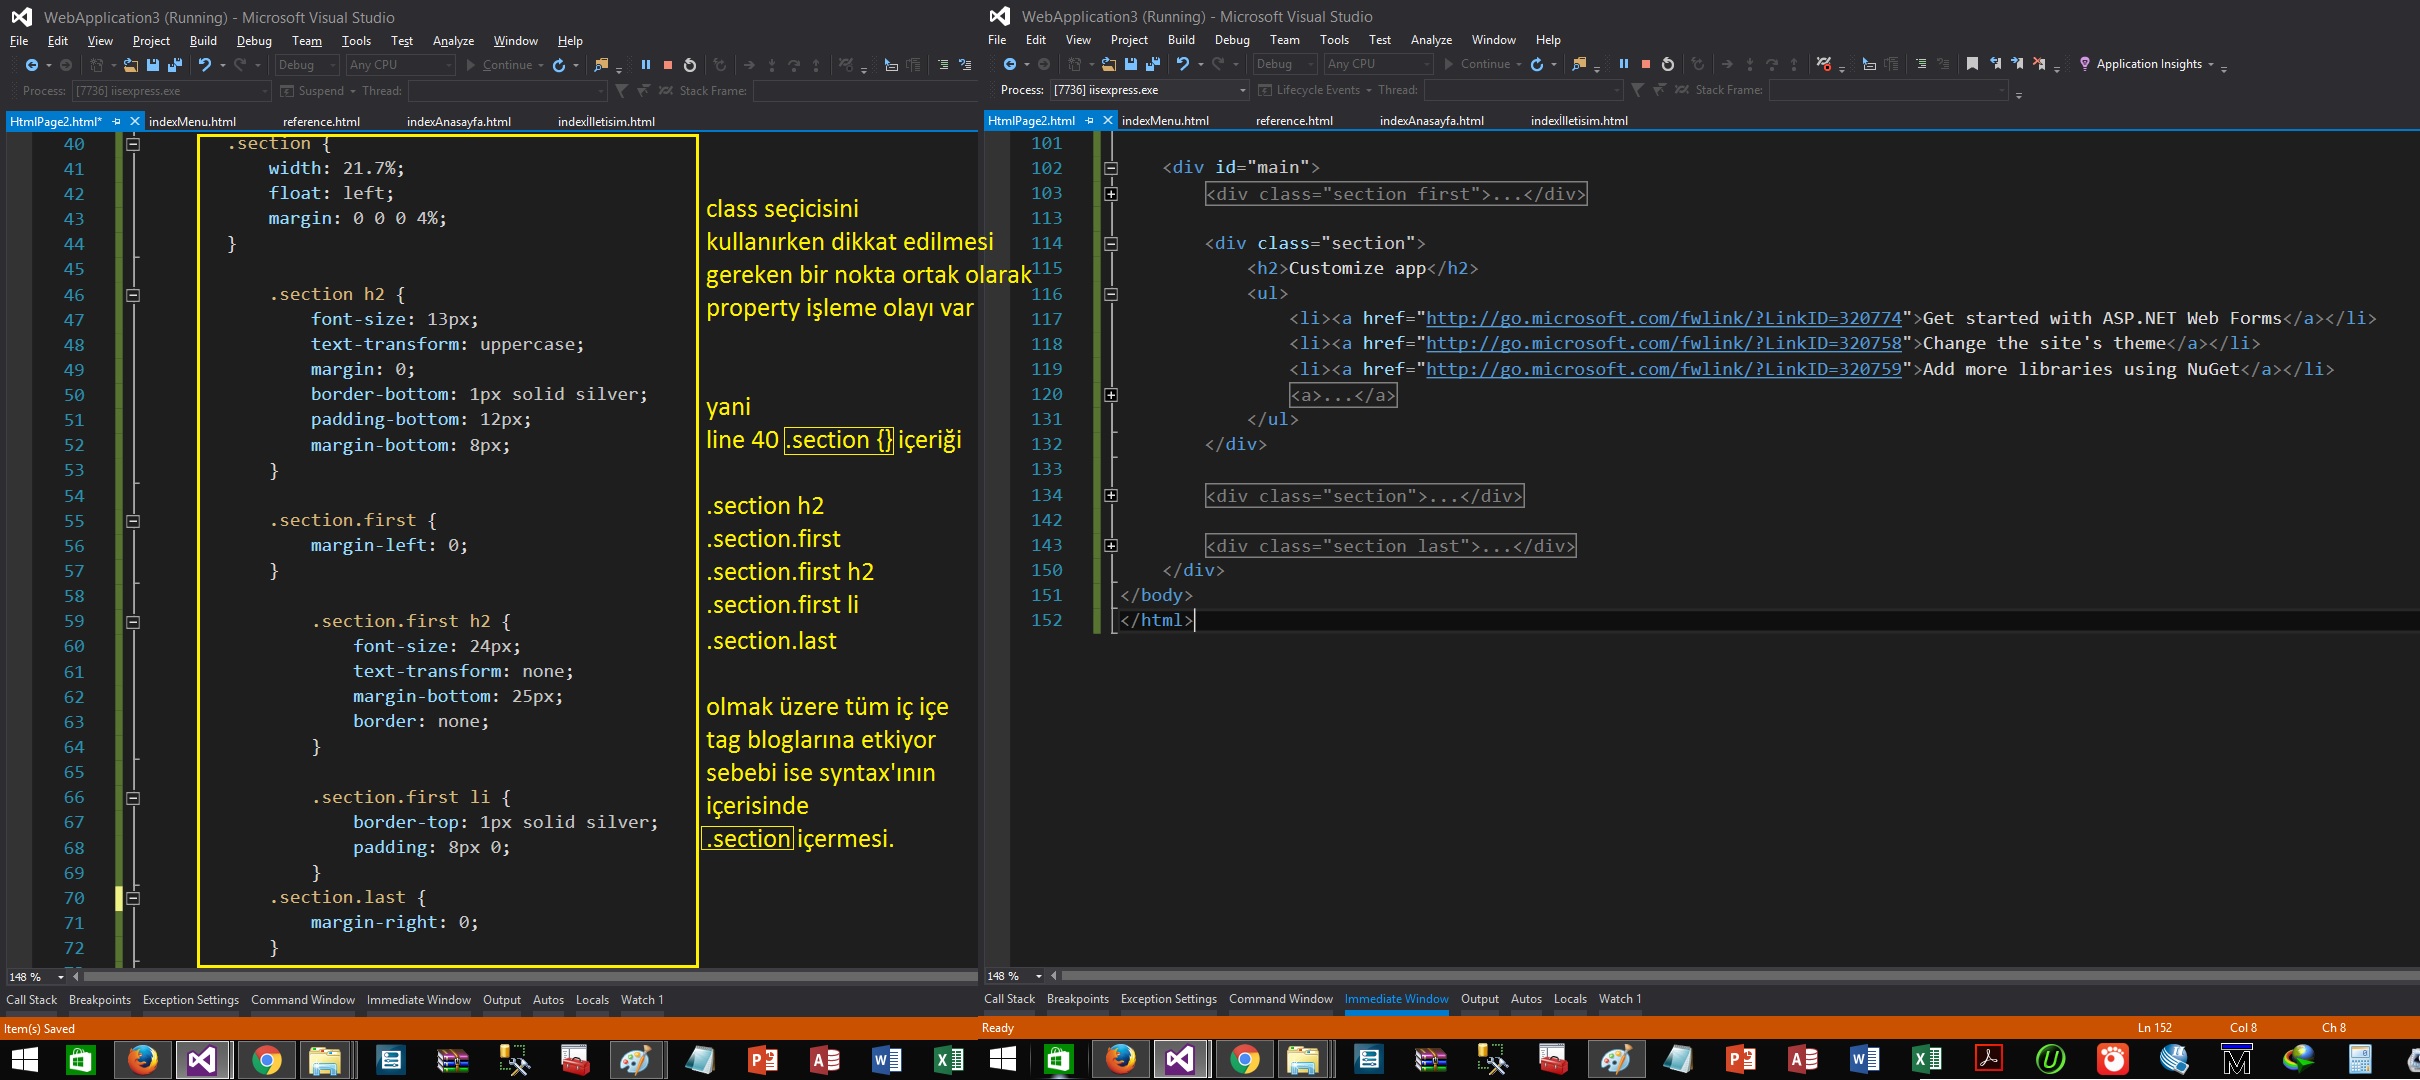 WebApplication3 (Running) - Microsoft Visual Studio
File Edit View Project Build Debug Team Tools Test Analyze Window Help
Debug Any CPU Continue
Process: [7736] iisexpress.exe Suspend Thread: Stack Frame:
HtmlPage2.html* indexMenu.html reference.html indexAnasayfa.html indexİlletisim.html
40 .section {
41 width: 21.7%;
42 float: left;
43 margin: 0 0 0 4%;
44 }
45
46 .section h2 {
47 font-size: 13px;
48 text-transform: uppercase;
49 margin: 0;
50 border-bottom: 1px solid silver;
51 padding-bottom: 12px;
52 margin-bottom: 8px;
53 }
54
55 .section.first {
56 margin-left: 0;
57 }
58
59 .section.first h2 {
60 font-size: 24px;
61 text-transform: none;
62 margin-bottom: 25px;
63 border: none;
64 }
65
66 .section.first li {
67 border-top: 1px solid silver;
68 padding: 8px 0;
69 }
70 .section.last {
71 margin-right: 0;
72 }
148 %
Call Stack Breakpoints Exception Settings Command Window Immediate Window Output Autos Locals Watch 1
Item(s) Saved
class seçicisini
kullanırken dikkat edilmesi
gereken bir nokta ortak olarak
property işleme olayı var
yani
line 40 .section {} içeriği
.section h2
.section.first
.section.first h2
.section.first li
.section.last
olmak üzere tüm iç içe
tag bloglarına etkiyor
sebebi ise syntax'ının
içerisinde
.section içermesi.
WebApplication3 (Running) - Microsoft Visual Studio
File Edit View Project Build Debug Team Tools Test Analyze Window Help
Debug Any CPU Continue Application Insights
Process: [7736] iisexpress.exe Lifecycle Events Thread: Stack Frame:
HtmlPage2.html indexMenu.html reference.html indexAnasayfa.html indexİlletisim.html
101
102 <div id="main">
103 <div class="section first">...</div>
113
114 <div class="section">
115 <h2>Customize app</h2>
116 <ul>
117 <li><a href="http://go.microsoft.com/fwlink/?LinkID=320774">Get started with ASP.NET Web Forms</a></li>
118 <li><a href="http://go.microsoft.com/fwlink/?LinkID=320758">Change the site's theme</a></li>
119 <li><a href="http://go.microsoft.com/fwlink/?LinkID=320759">Add more libraries using NuGet</a></li>
120 <a>...</a>
131 </ul>
132 </div>
133
134 <div class="section">...</div>
142
143 <div class="section last">...</div>
150 </div>
151 </body>
152 </html>
148 %
Call Stack Breakpoints Exception Settings Command Window Immediate Window Output Autos Locals Watch 1
Ready Ln 152 Col 8 Ch 8